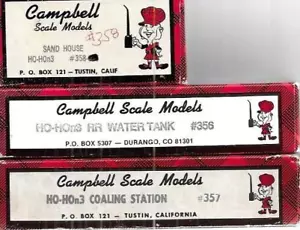 Campbell
Scale Models
#358
SAND HOUSE
HO-HOn3 #358
P. O. BOX 121 - TUSTIN, CALIF
Campbell Scale Models
HO-HOn3 RR WATER TANK #356
P.O. BOX 5307 - DURANGO, CO 81301
Campbell Scale Models
HO-HOn3 COALING STATION #357
P. O. BOX 121 - TUSTIN, CALIFORNIA